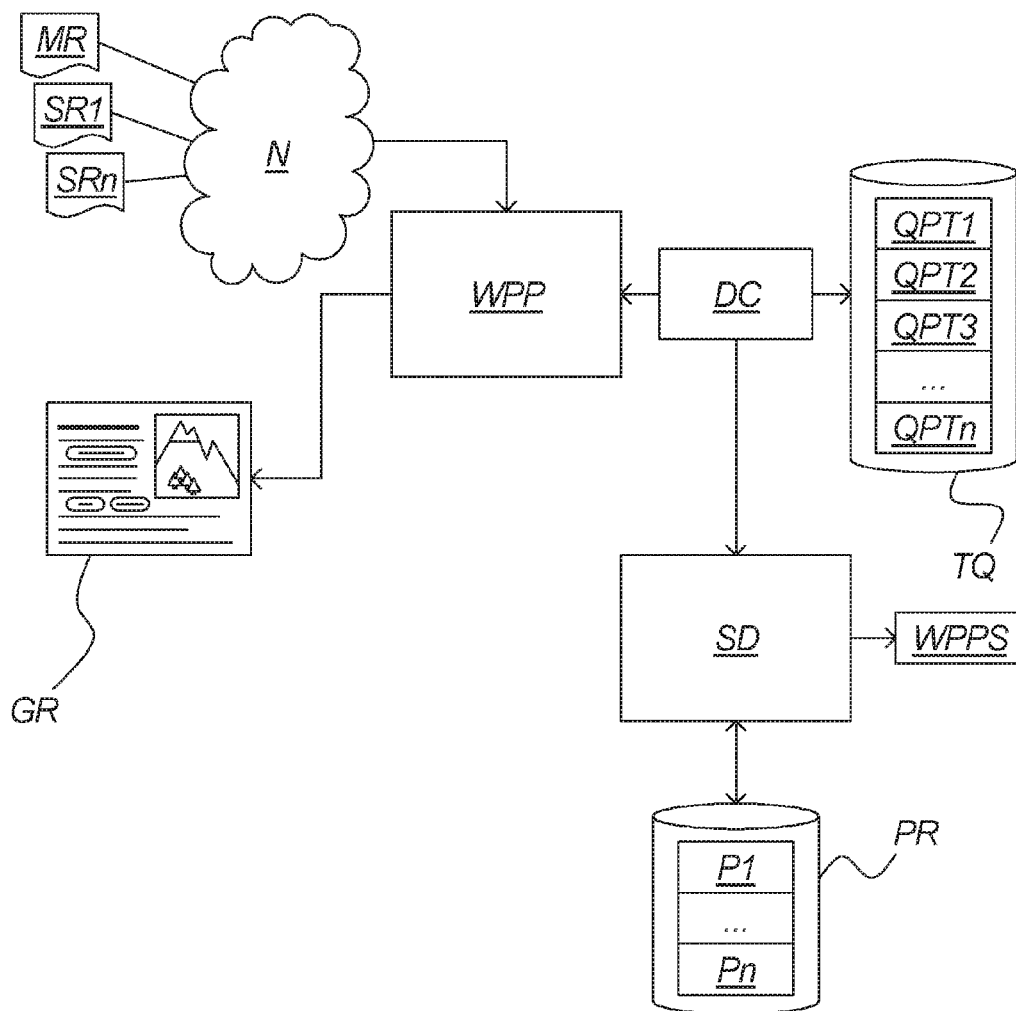 MR
SR1
SRn
N
WPP
DC
QPT1
QPT2
QPT3
...
QPTn
TQ
GR
SD
WPPS
PR
P1
...
Pn